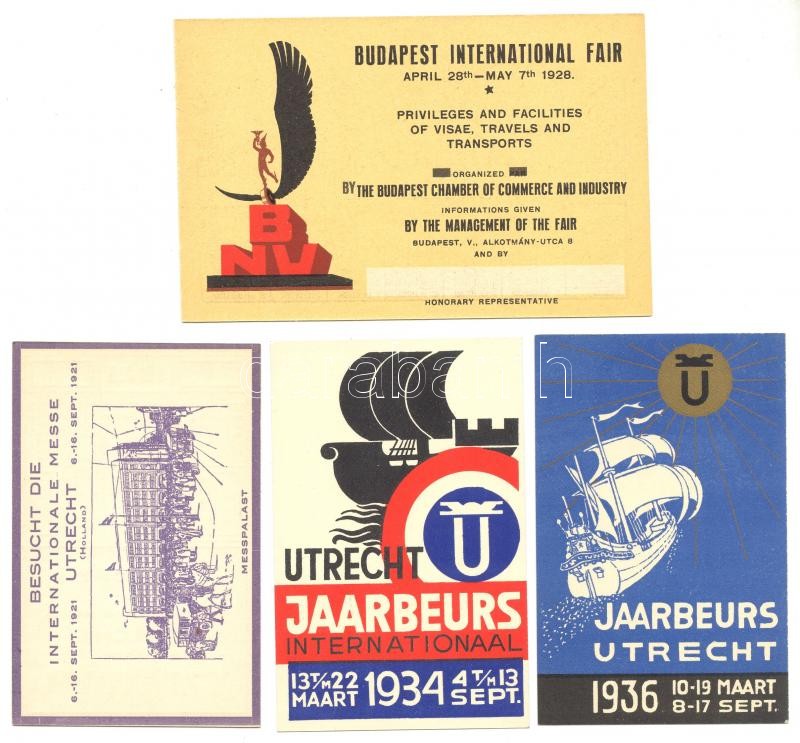 BUDAPEST INTERNATIONAL FAIR
APRIL 28th—MAY 7th 1928.
PRIVILEGES AND FACILITIES
OF VISAE, TRAVELS AND
TRANSPORTS
ORGANIZED
BY THE BUDAPEST CHAMBER OF COMMERCE AND INDUSTRY
INFORMATIONS GIVEN
BY THE MANAGEMENT OF THE FAIR
BUDAPEST, V., ALKOTMÁNY-UTCA 8
AND BY
HONORARY REPRESENTATIVE
B
NV
BESUCHT DIE
INTERNATIONALE MESSE
6.-16. SEPT. 1921 UTRECHT 6.-16. SEPT. 1921
(HOLLAND)
MESSPALAST
U
UTRECHT
JAARBEURS
INTERNATIONAAL
13 T/M 22 MAART 1934 4 T/M 13 SEPT.
U
JAARBEURS
UTRECHT
1936 10-19 MAART
8-17 SEPT.